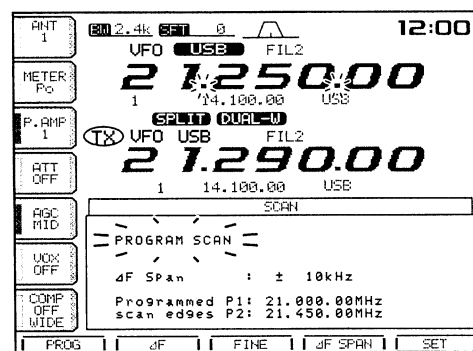 ANT
1
BW 2.4k SFT 0
12:00
VFO USB FIL2
METER
Po
21.250.00
1 14.100.00 USB
P.AMP
1
SPLIT DUAL-W
TX VFO USB FIL2
ATT
OFF
21.290.00
1 14.100.00 USB
AGC
MID
SCAN
PROGRAM SCAN
VOX
OFF
⊿F SPan : ± 10kHz
COMP
OFF
WIDE
Programmed P1: 21.000.00MHz
scan edges P2: 21.450.00MHz
PROG ⊿F FINE ⊿F SPAN SET